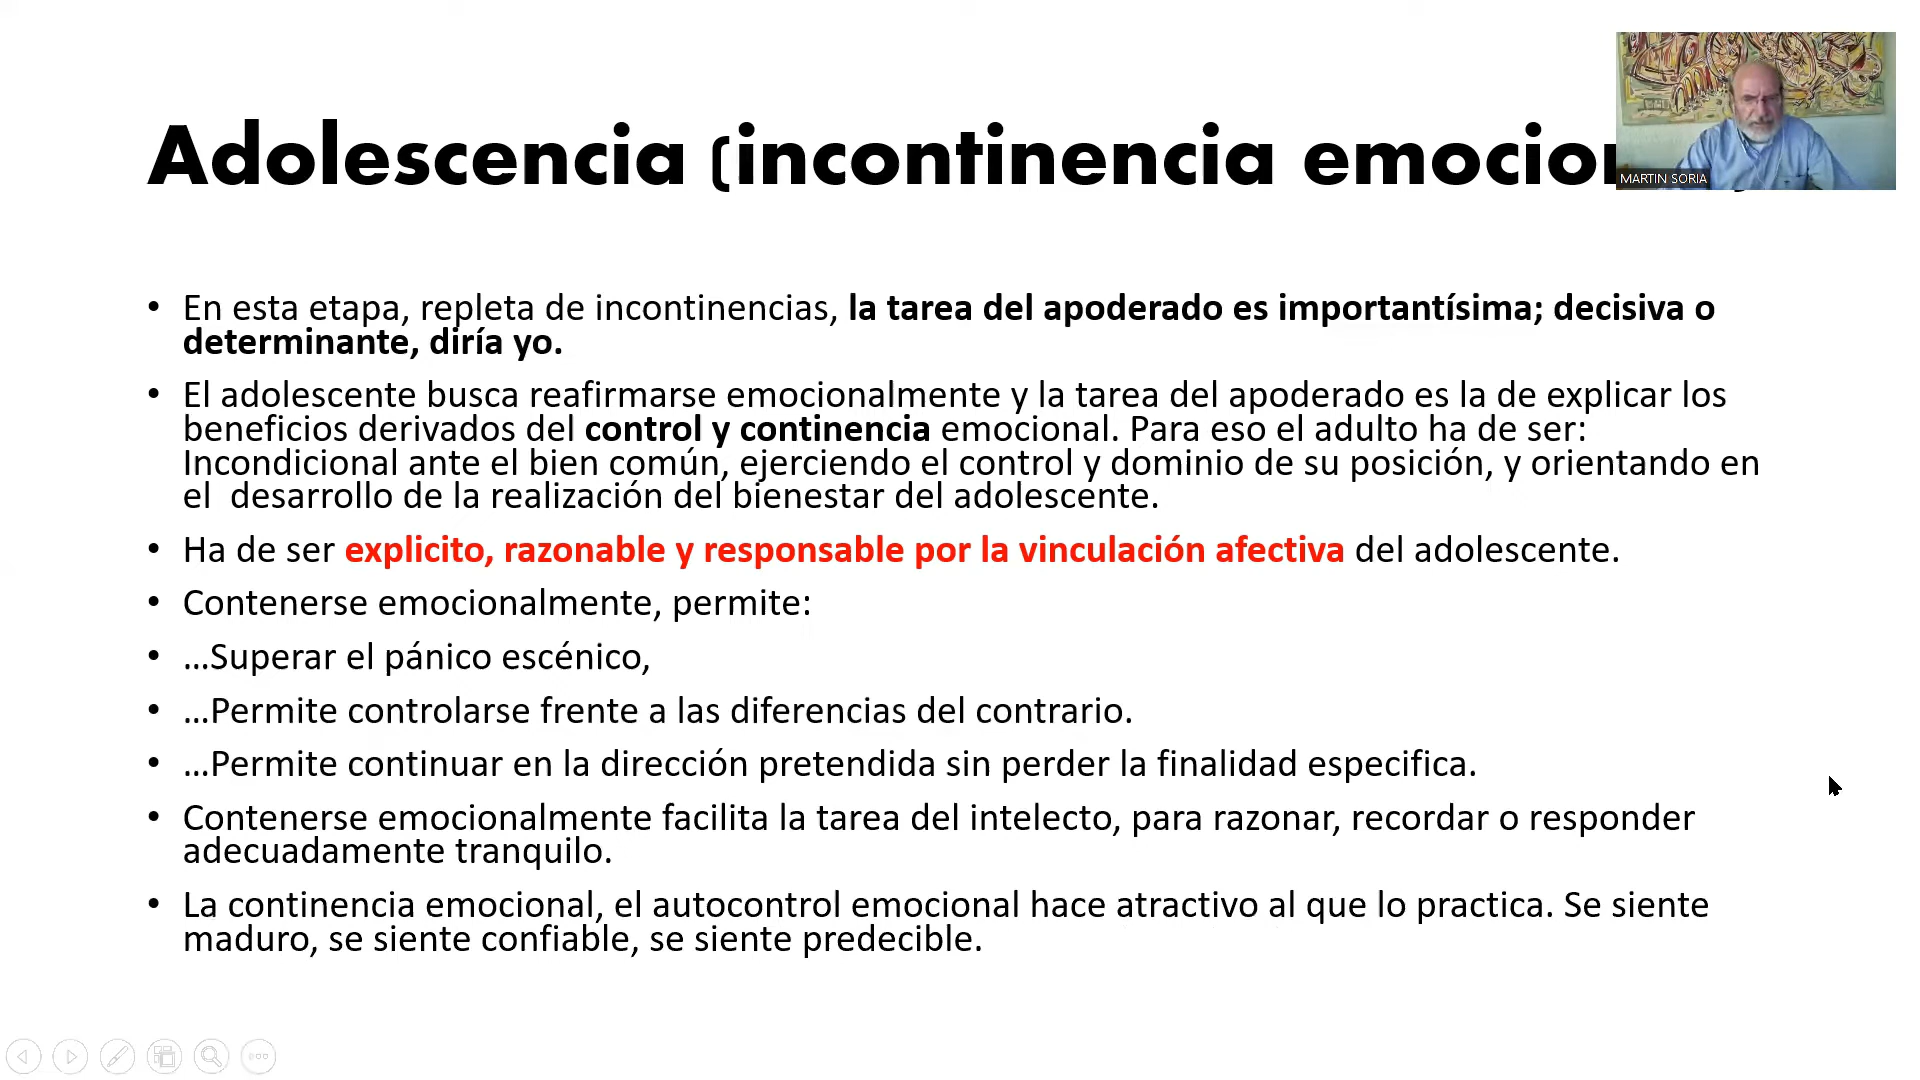 Adolescencia (incontinencia
MARTIN SORIA
• En esta etapa, repleta de incontinencias, la tarea del apoderado es importantísima; decisiva o
determinante, diría yo.
• El adolescente busca reafirmarse emocionalmente y la tarea del apoderado es la de explicar los
beneficios derivados del control y continencia emocional. Para eso el adulto ha de ser:
Incondicional ante el bien común, ejerciendo el control y dominio de su posición, y orientando en
el  desarrollo de la realización del bienestar del adolescente.
• Ha de ser explicito, razonable y responsable por la vinculación afectiva del adolescente.
• Contenerse emocionalmente, permite:
• …Superar el pánico escénico,
• …Permite controlarse frente a las diferencias del contrario.
• …Permite continuar en la dirección pretendida sin perder la finalidad especifica.
• Contenerse emocionalmente facilita la tarea del intelecto, para razonar, recordar o responder
adecuadamente tranquilo.
• La continencia emocional, el autocontrol emocional hace atractivo al que lo practica. Se siente
maduro, se siente confiable, se siente predecible.